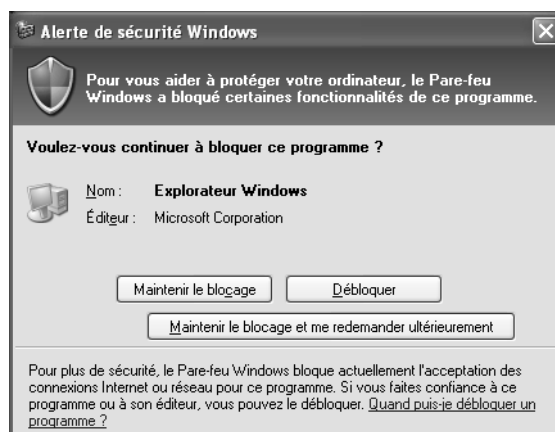 Alerte de sécurité Windows
Pour vous aider à protéger votre ordinateur, le Pare-feu
Windows a bloqué certaines fonctionnalités de ce programme.
Voulez-vous continuer à bloquer ce programme ?
Nom : Explorateur Windows
Éditeur : Microsoft Corporation
Maintenir le blocage Débloquer
Maintenir le blocage et me redemander ultérieurement
Pour plus de sécurité, le Pare-feu Windows bloque actuellement l'acceptation des
connexions Internet ou réseau pour ce programme. Si vous faites confiance à ce
programme ou à son éditeur, vous pouvez le débloquer. Quand puis-je débloquer un
programme ?